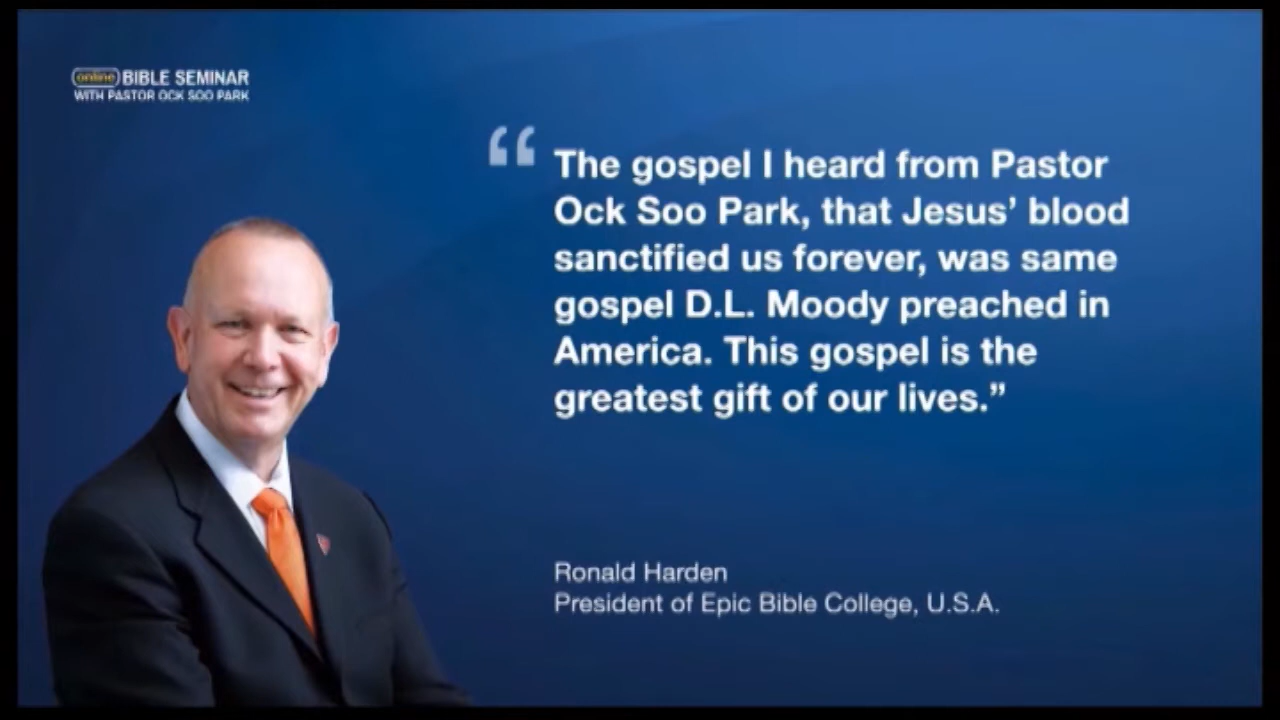 online BIBLE SEMINAR
WITH PASTOR OCK SOO PARK
“ The gospel I heard from Pastor
Ock Soo Park, that Jesus’ blood
sanctified us forever, was same
gospel D.L. Moody preached in
America. This gospel is the
greatest gift of our lives.”
Ronald Harden
President of Epic Bible College, U.S.A.